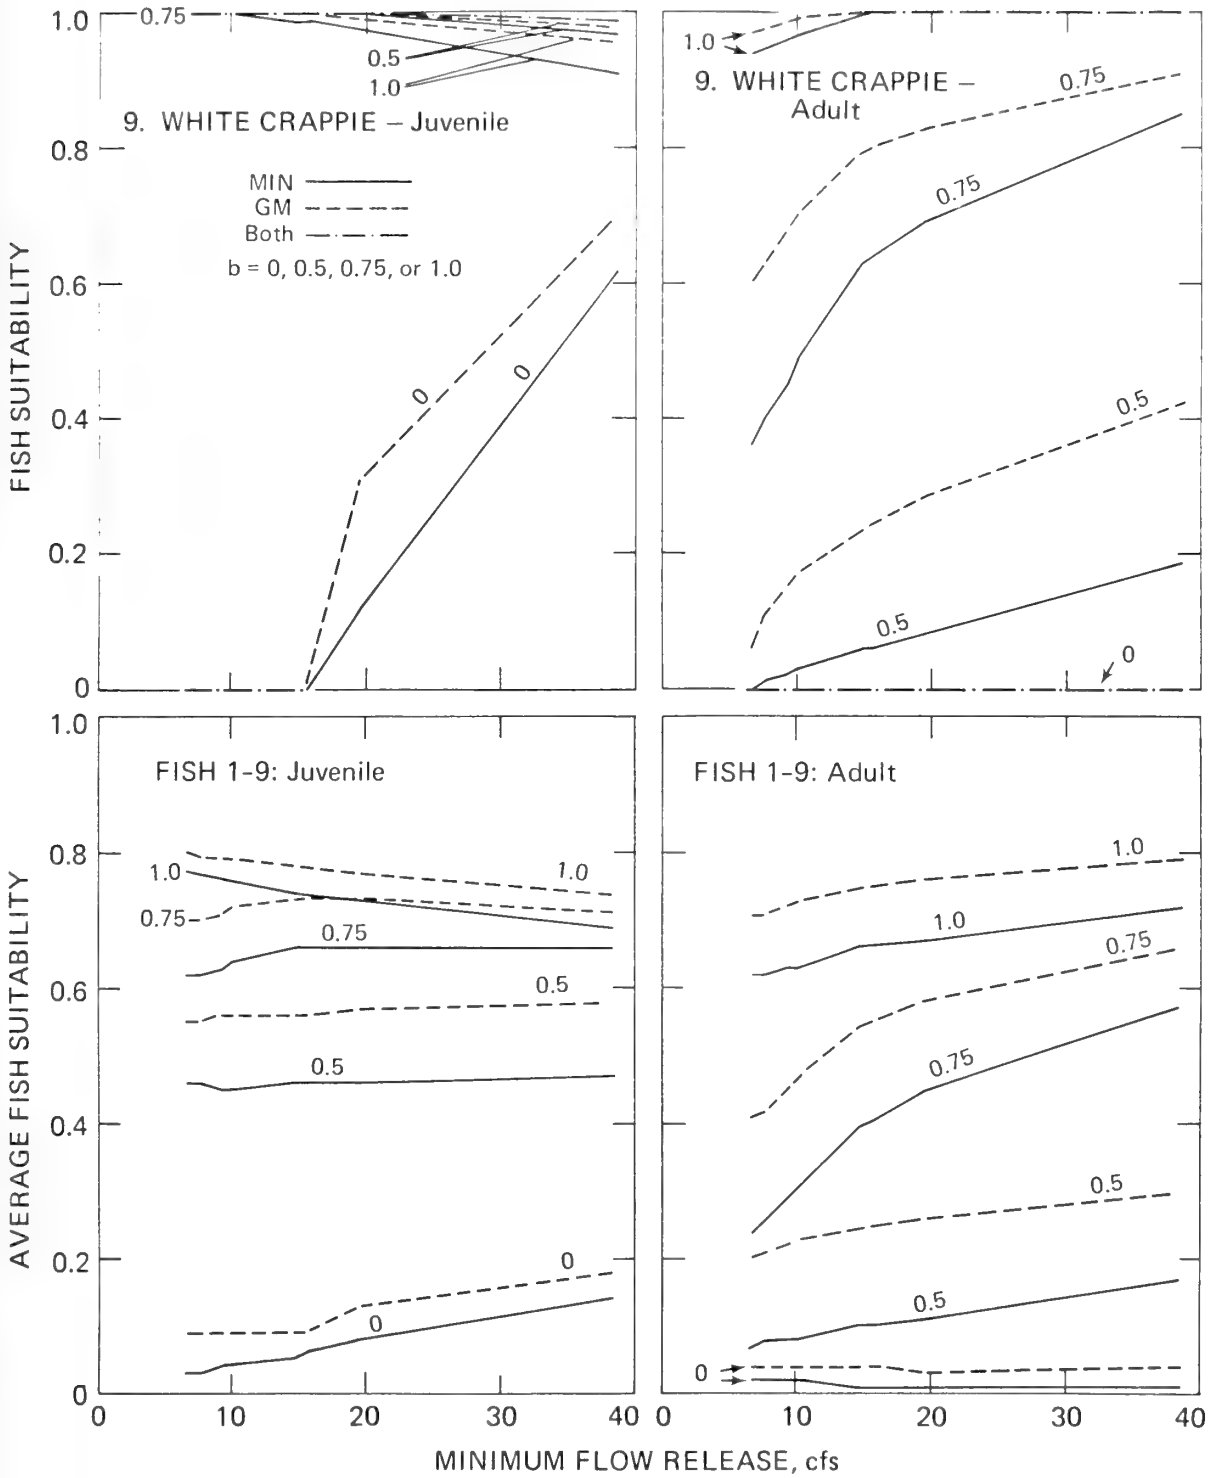 1.0
0.75
0.5
1.0
9. WHITE CRAPPIE – Juvenile
MIN
GM
Both
b = 0, 0.5, 0.75, or 1.0
0.8
0.6
0.4
0.2
0
0
0
FISH SUITABILITY
1.0
9. WHITE CRAPPIE –
Adult
0.75
0.75
0.5
0.5
0
1.0
0.8
0.6
0.4
0.2
0
AVERAGE FISH SUITABILITY
FISH 1-9: Juvenile
1.0
1.0
0.75
0.75
0.5
0.5
0
0
0 10 20 30 40
FISH 1-9: Adult
1.0
1.0
0.75
0.75
0.5
0.5
0
0 10 20 30 40
MINIMUM FLOW RELEASE, cfs